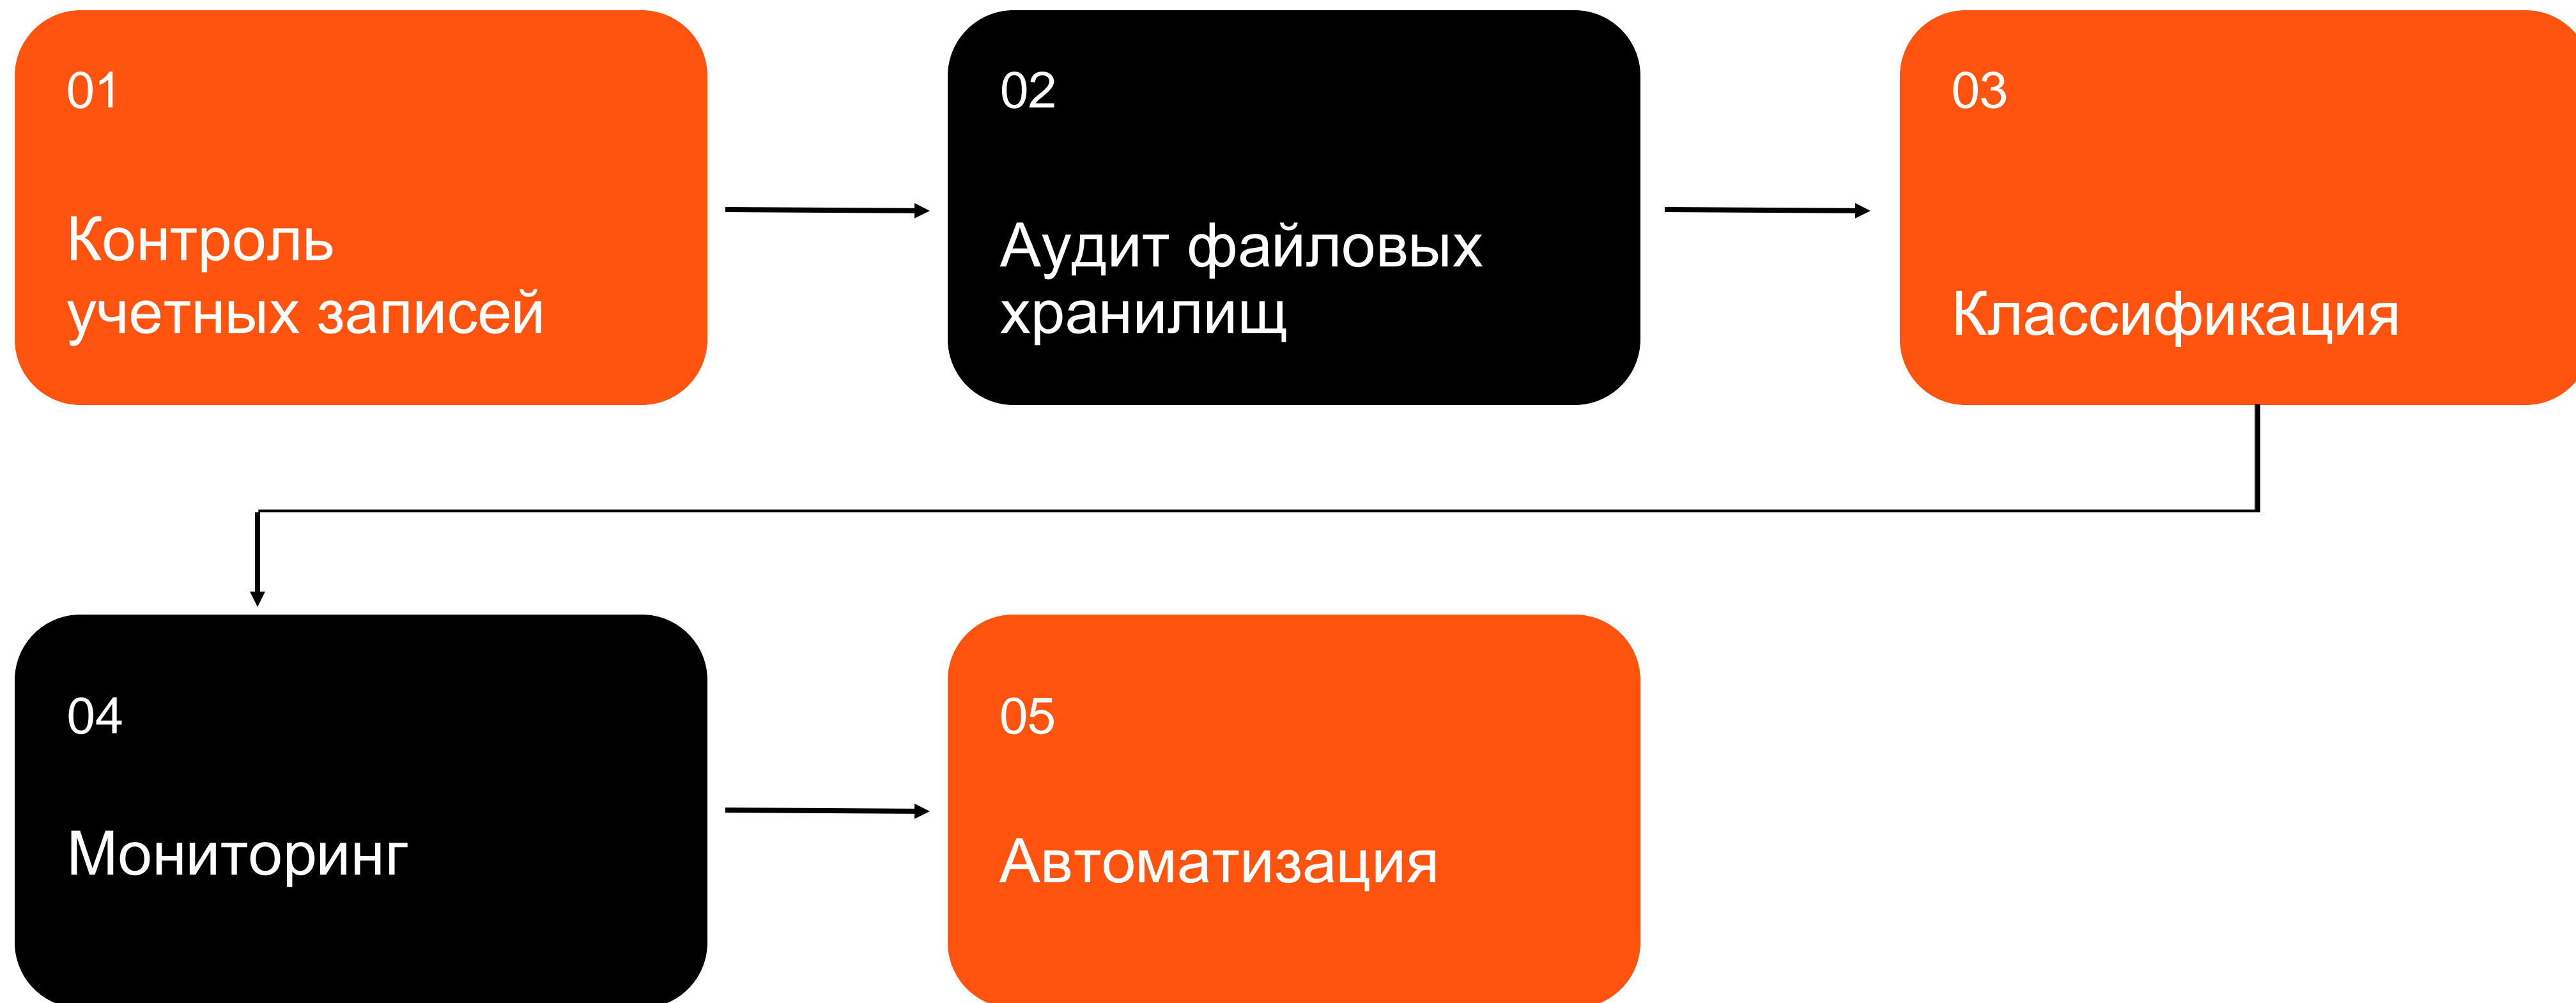 01
Контроль
учетных записей
02
Аудит файловых
хранилищ
03
Классификация
04
Мониторинг
05
Автоматизация